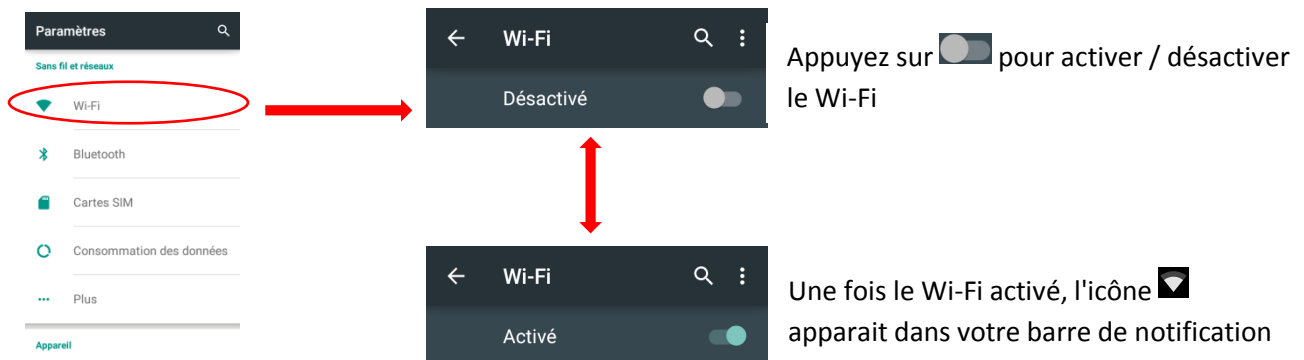 Paramètres
Sans fil et réseaux
Wi-Fi
Bluetooth
Cartes SIM
Consommation des données
Plus
Appareil
Wi-Fi
Désactivé
Wi-Fi
Activé
Appuyez sur pour activer / désactiver
le Wi-Fi
Une fois le Wi-Fi activé, l'icône
apparait dans votre barre de notification